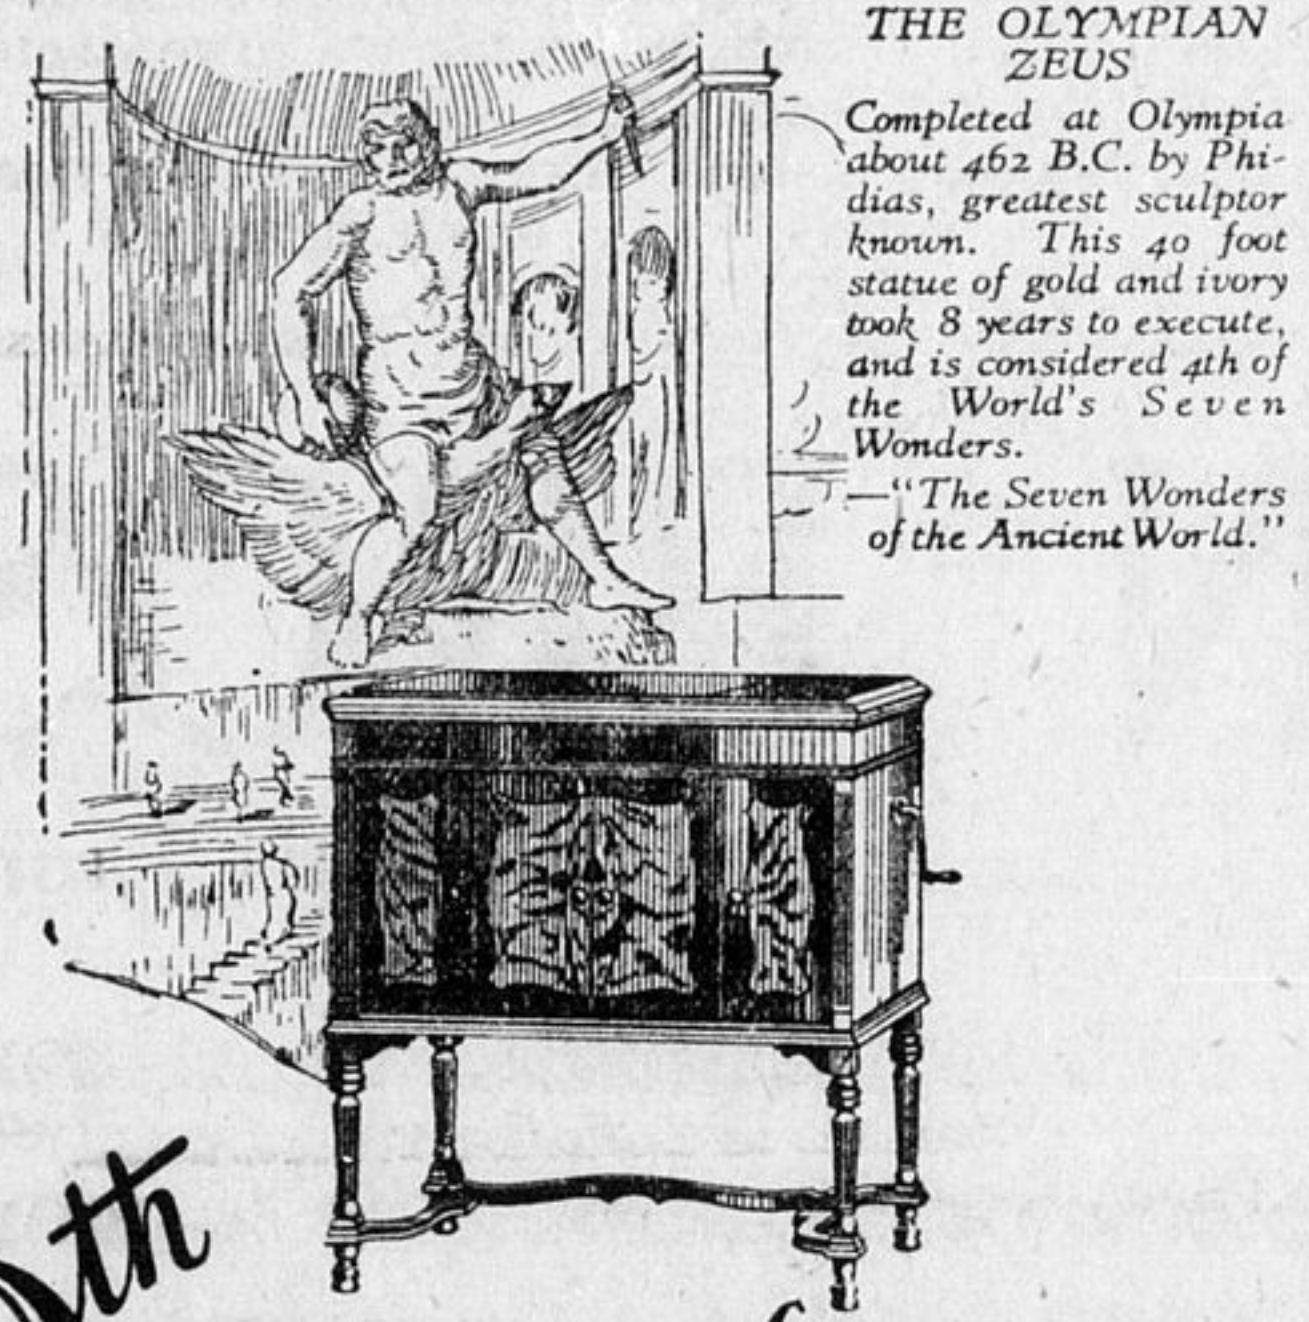 THE OLYMPIAN
ZEUS
Completed at Olympia
about 462 B.C. by Phi-
dias, greatest sculptor
known. This 40 foot
statue of gold and ivory
took 8 years to execute,
and is considered 4th of
the World's Seven
Wonders.
—"The Seven Wonders
of the Ancient World."